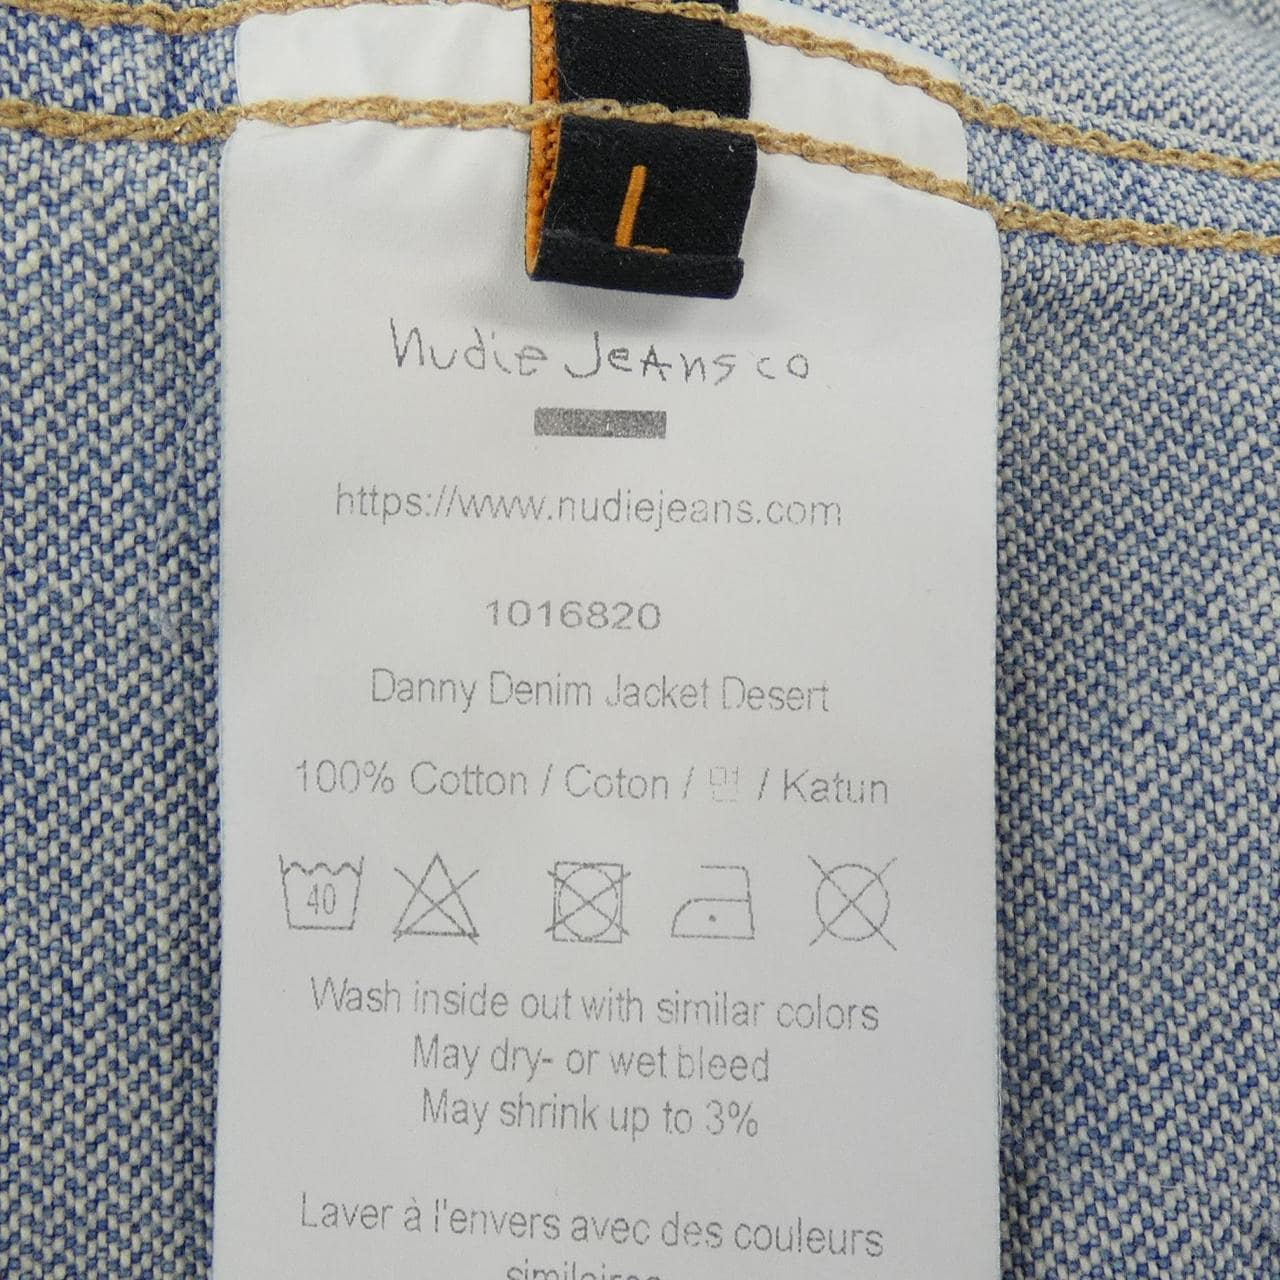 L
Nudie Jeans co
https://www.nudiejeans.com
1016820
Danny Denim Jacket Desert
100% Cotton / Coton / 면 / Katun
40
Wash inside out with similar colors
May dry- or wet bleed
May shrink up to 3%
Laver à l'envers avec des couleurs
similaires